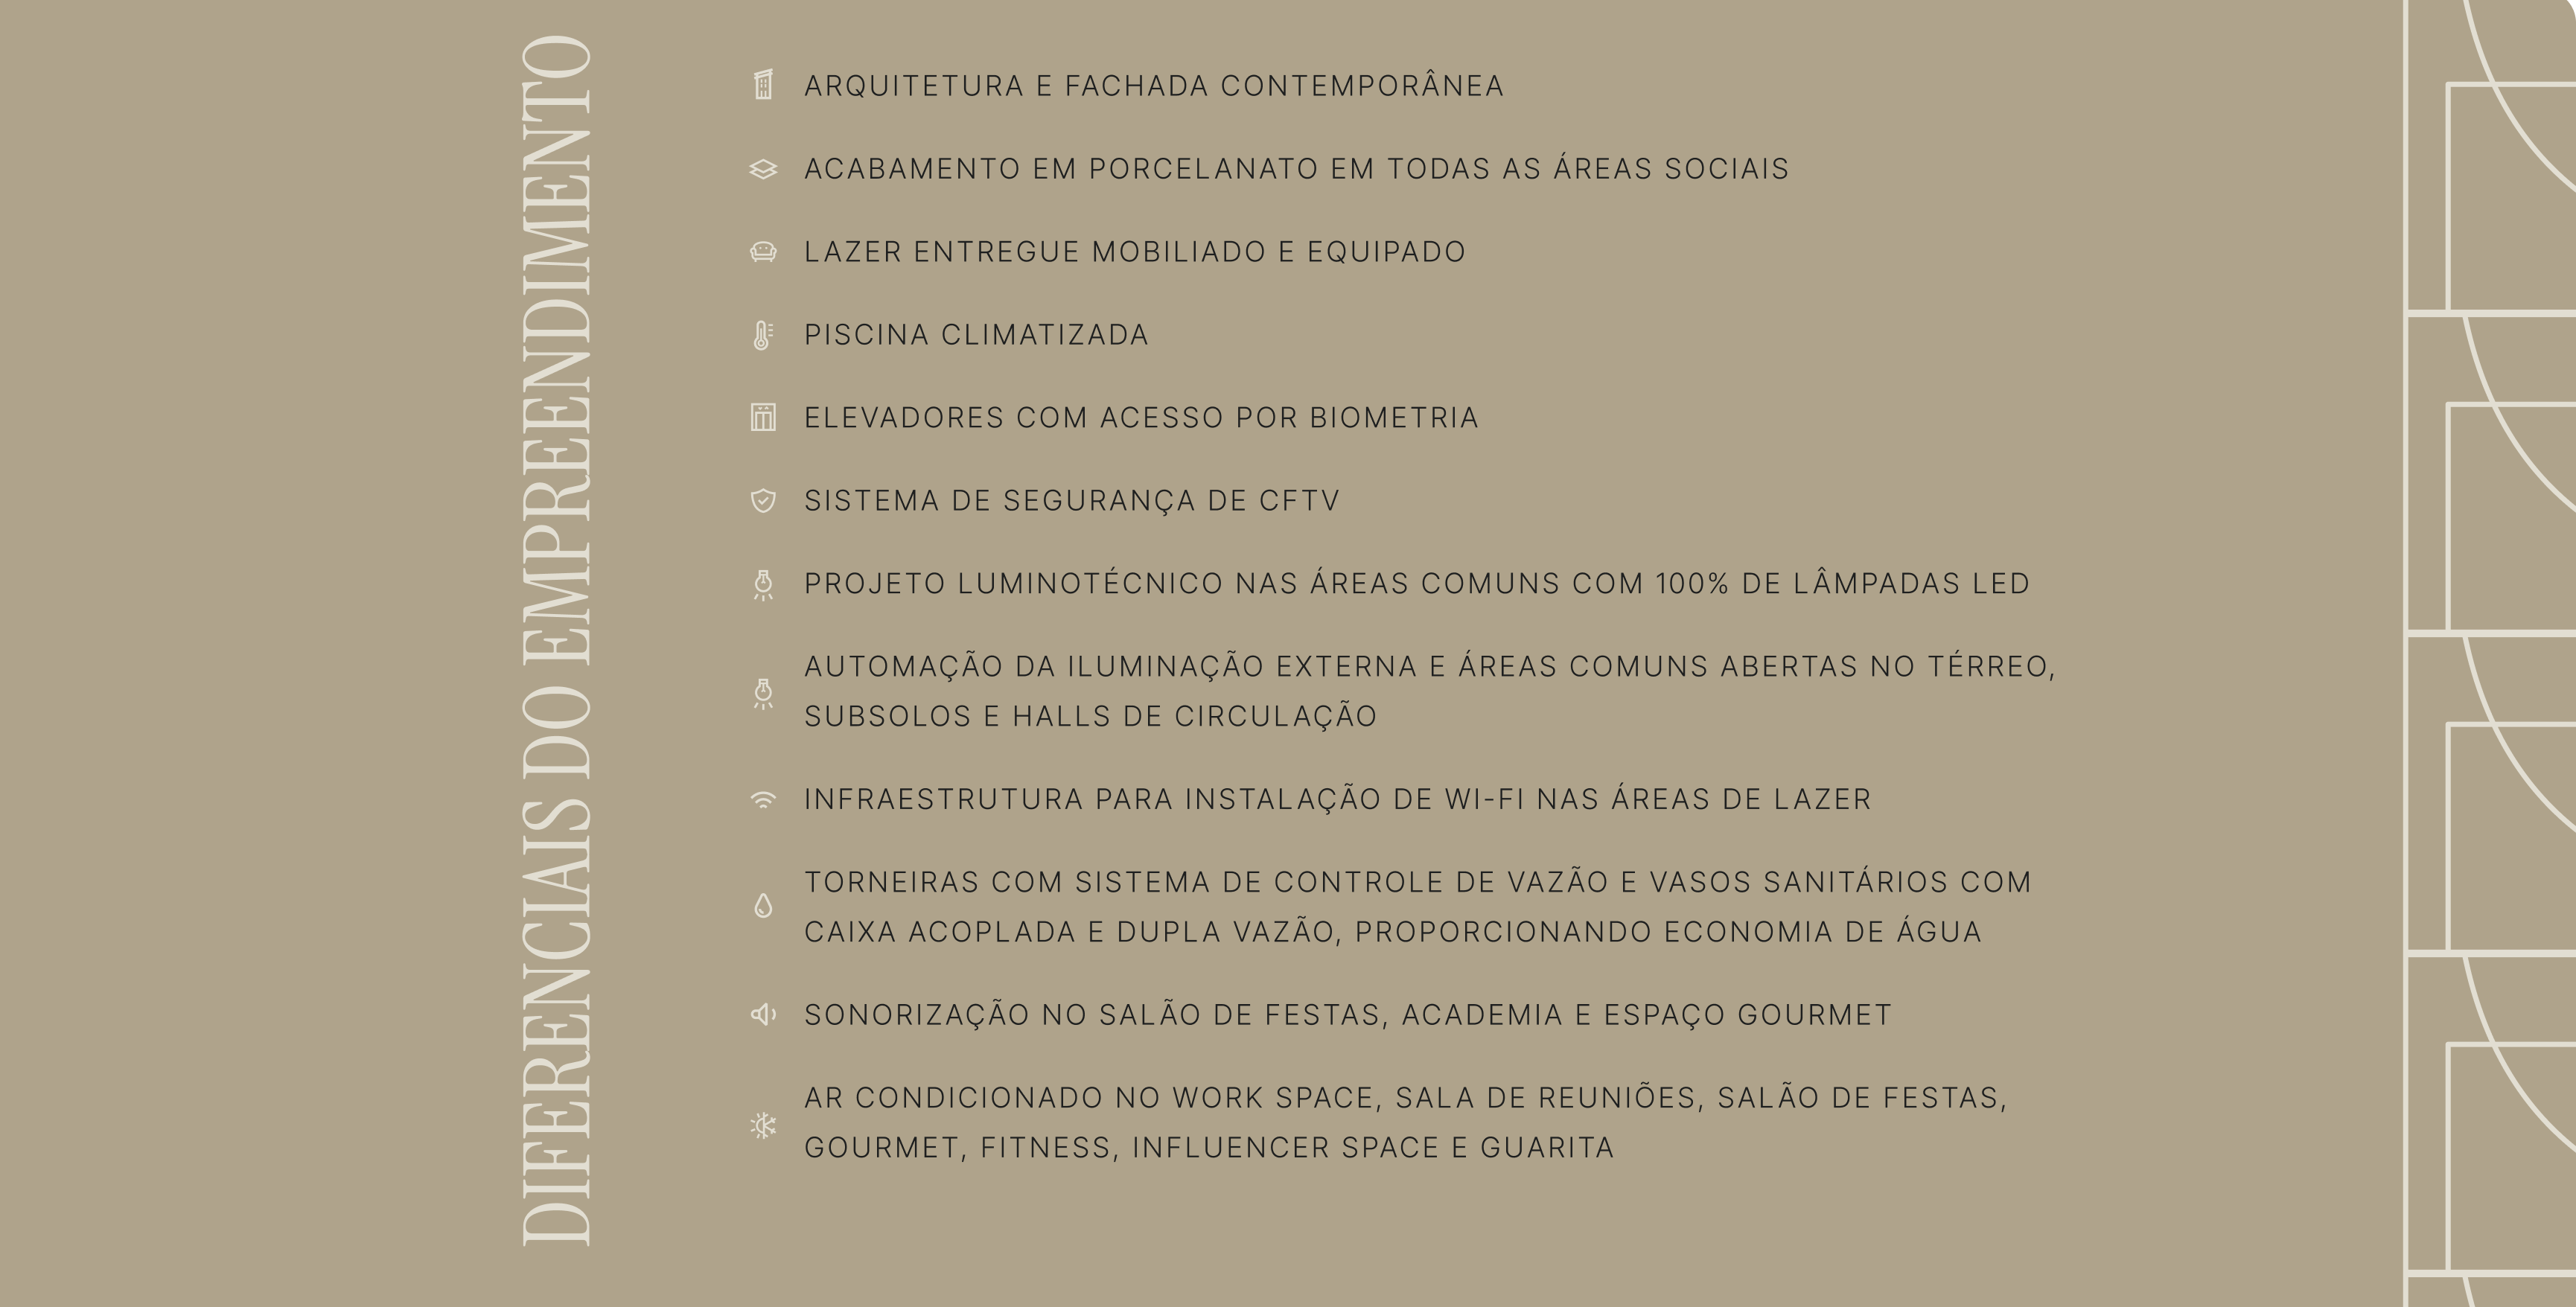 DIFERENCIAIS DO EMPREENDIMENTO
ARQUITETURA E FACHADA CONTEMPORÂNEA
ACABAMENTO EM PORCELANATO EM TODAS AS ÁREAS SOCIAIS
LAZER ENTREGUE MOBILIADO E EQUIPADO
PISCINA CLIMATIZADA
ELEVADORES COM ACESSO POR BIOMETRIA
SISTEMA DE SEGURANÇA DE CFTV
PROJETO LUMINOTÉCNICO NAS ÁREAS COMUNS COM 100% DE LÂMPADAS LED
AUTOMAÇÃO DA ILUMINAÇÃO EXTERNA E ÁREAS COMUNS ABERTAS NO TÉRREO,
SUBSOLOS E HALLS DE CIRCULAÇÃO
INFRAESTRUTURA PARA INSTALAÇÃO DE WI-FI NAS ÁREAS DE LAZER
TORNEIRAS COM SISTEMA DE CONTROLE DE VAZÃO E VASOS SANITÁRIOS COM
CAIXA ACOPLADA E DUPLA VAZÃO, PROPORCIONANDO ECONOMIA DE ÁGUA
SONORIZAÇÃO NO SALÃO DE FESTAS, ACADEMIA E ESPAÇO GOURMET
AR CONDICIONADO NO WORK SPACE, SALA DE REUNIÕES, SALÃO DE FESTAS,
GOURMET, FITNESS, INFLUENCER SPACE E GUARITA